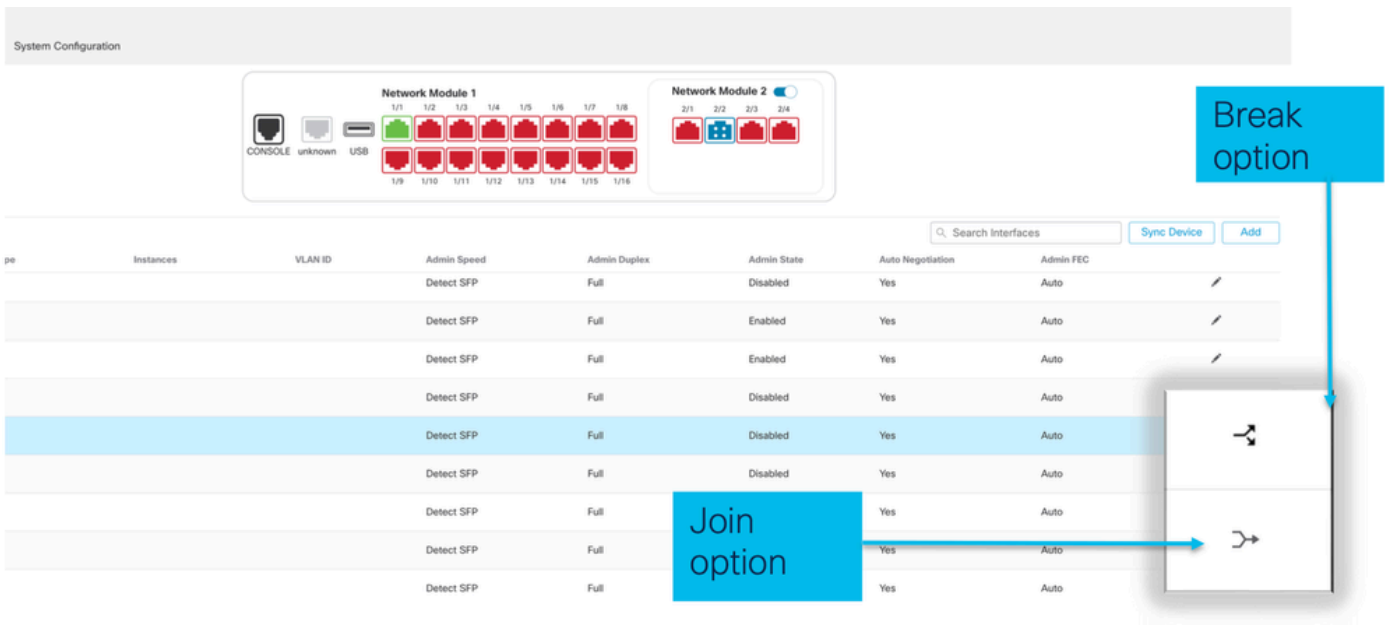 System Configuration
Network Module 1
Network Module 2
1/1 1/2 1/3 1/4 1/5 1/6 1/7 1/8
2/1 2/2 2/3 2/4
CONSOLE unknown USB
1/9 1/10 1/11 1/12 1/13 1/14 1/15 1/16
Break
option
Search Interfaces
Sync Device
Add
pe Instances VLAN ID Admin Speed Admin Duplex Admin State Auto Negotiation Admin FEC
Detect SFP Full Disabled Yes Auto
Detect SFP Full Enabled Yes Auto
Detect SFP Full Enabled Yes Auto
Detect SFP Full Disabled Yes Auto
Detect SFP Full Disabled Yes Auto
Detect SFP Full Disabled Yes Auto
Detect SFP Full Yes Auto
Detect SFP Full Yes Auto
Detect SFP Full Yes Auto
Join
option